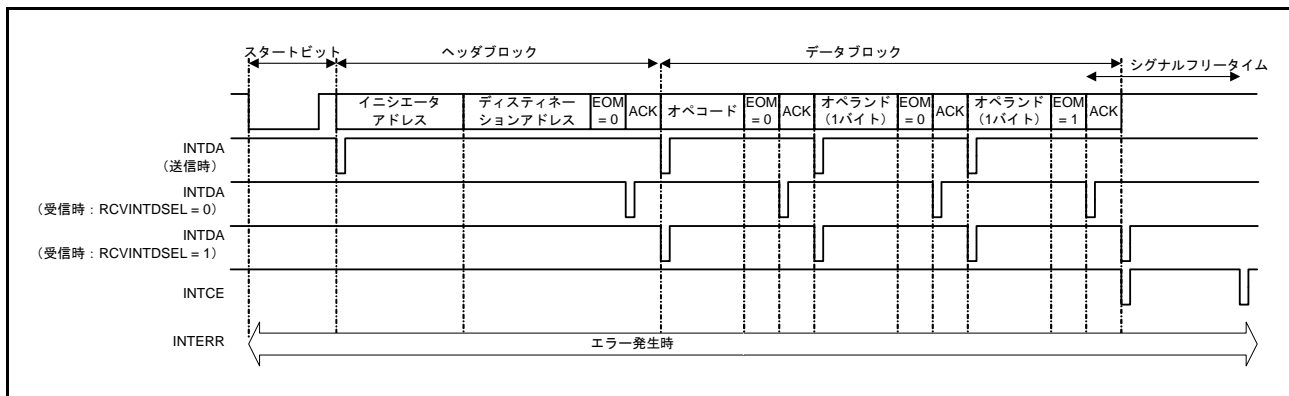 スタートビット ヘッダブロック データブロック
シグナルフリータイム
イニシエータ
アドレス
ディスティネー
ションアドレス
EOM
= 0
ACK
オペコード
EOM
= 0
ACK
オペランド
(1バイト)
EOM
= 0
ACK
オペランド
(1バイト)
EOM
= 1
ACK
INTDA
(送信時)
INTDA
(受信時:RCVINTDSEL = 0)
INTDA
(受信時:RCVINTDSEL = 1)
INTCE
INTERR エラー発生時